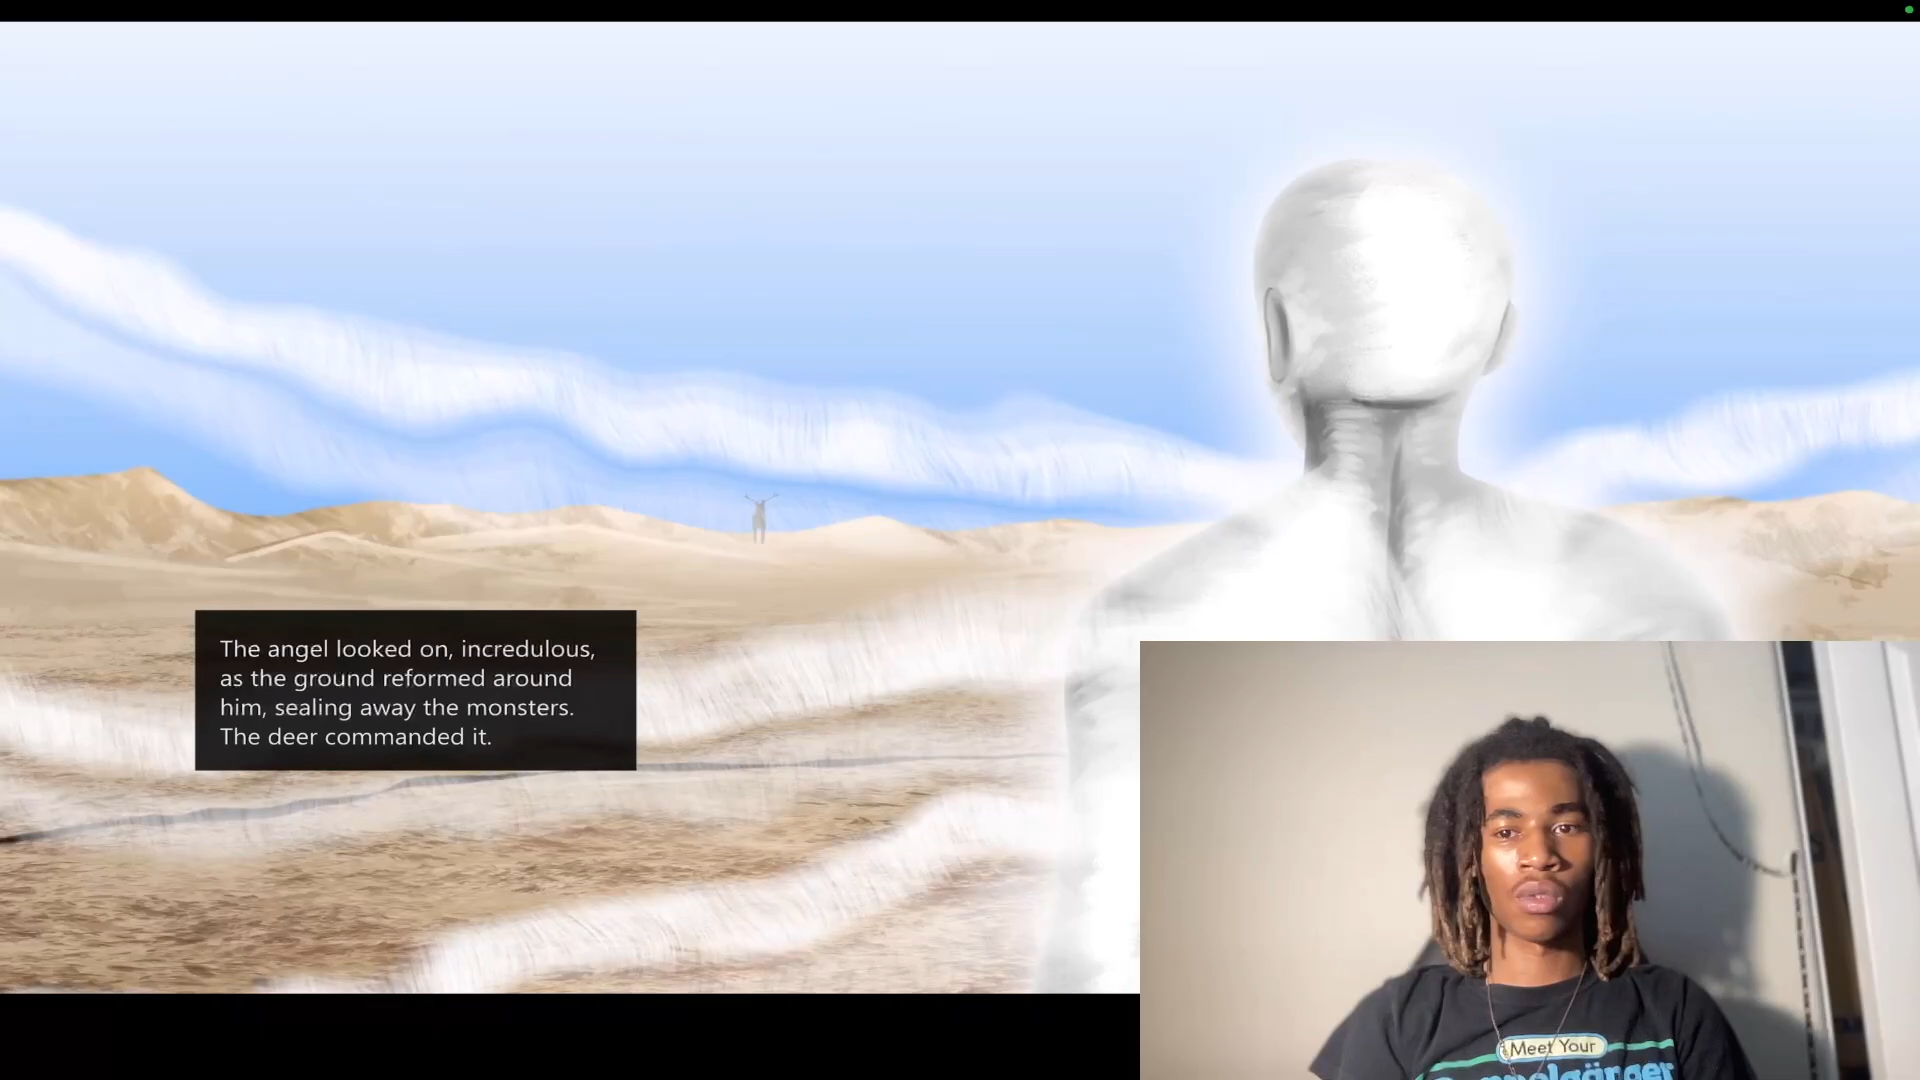 The angel looked on, incredulous,
as the ground reformed around
him, sealing away the monsters.
The deer commanded it.
Meet Your
Doppelgänger